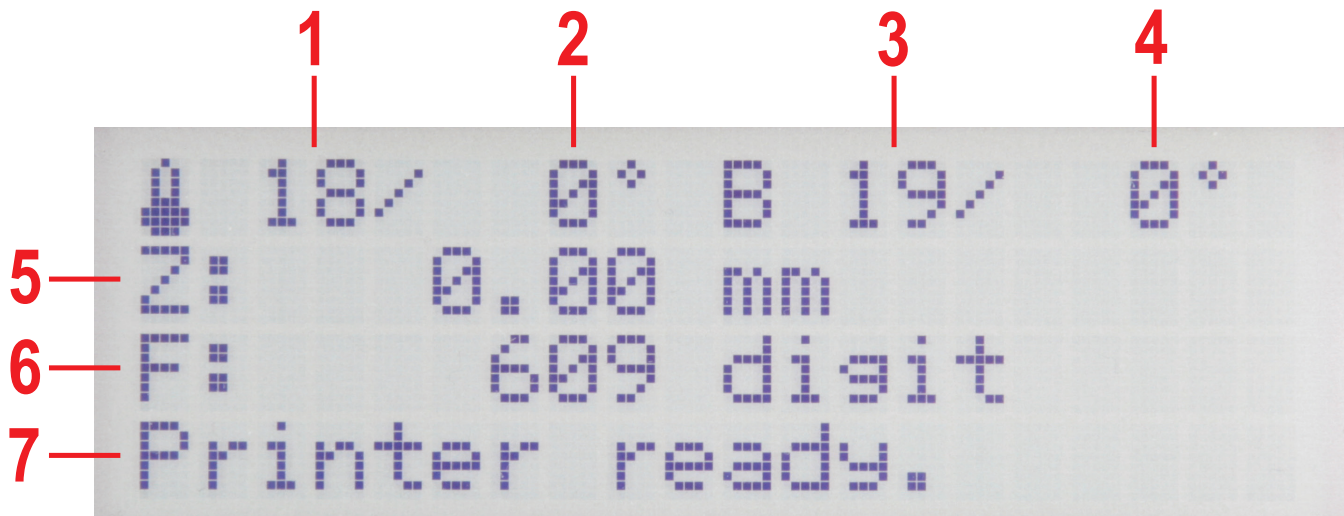 1 2 3 4
18/ 0° B 19/ 0°
5 Z: 0.00 mm
6 F: 609 digit
7 Printer ready.